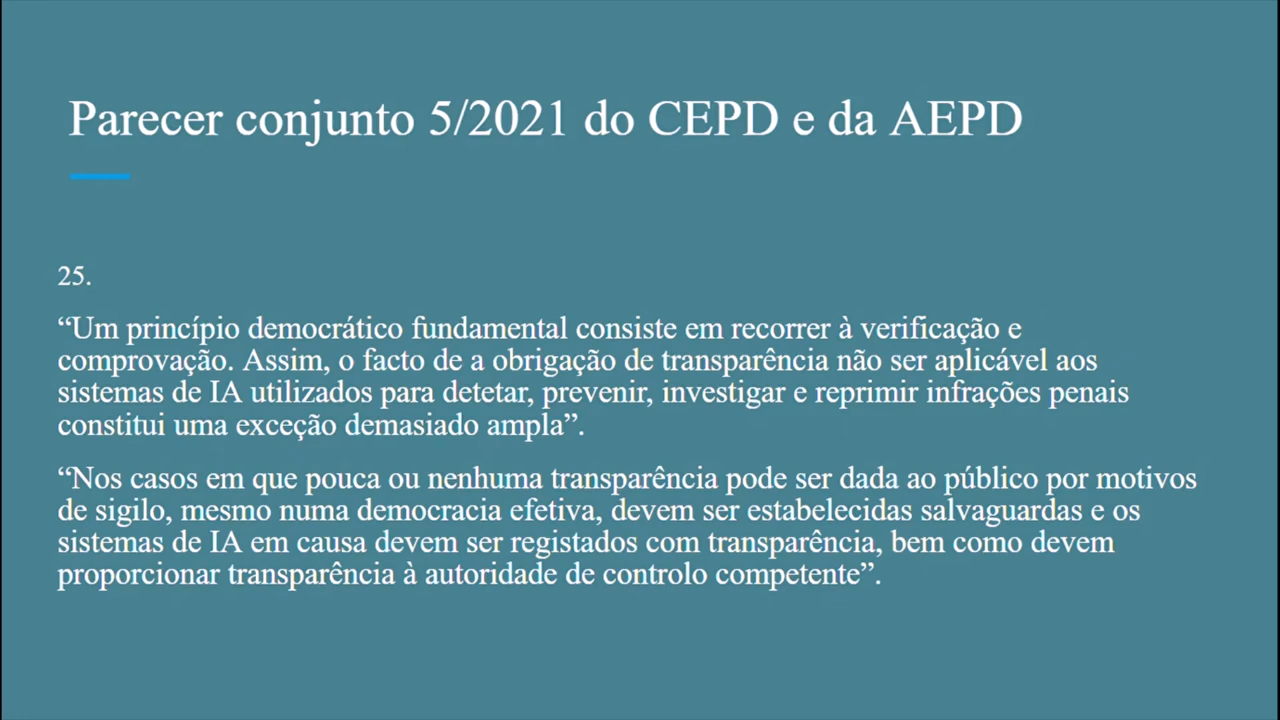 Parecer conjunto 5/2021 do CEPD e da AEPD
25.
“Um princípio democrático fundamental consiste em recorrer à verificação e
comprovação. Assim, o facto de a obrigação de transparência não ser aplicável aos
sistemas de IA utilizados para detetar, prevenir, investigar e reprimir infrações penais
constitui uma exceção demasiado ampla”.
“Nos casos em que pouca ou nenhuma transparência pode ser dada ao público por motivos
de sigilo, mesmo numa democracia efetiva, devem ser estabelecidas salvaguardas e os
sistemas de IA em causa devem ser registados com transparência, bem como devem
proporcionar transparência à autoridade de controlo competente”.